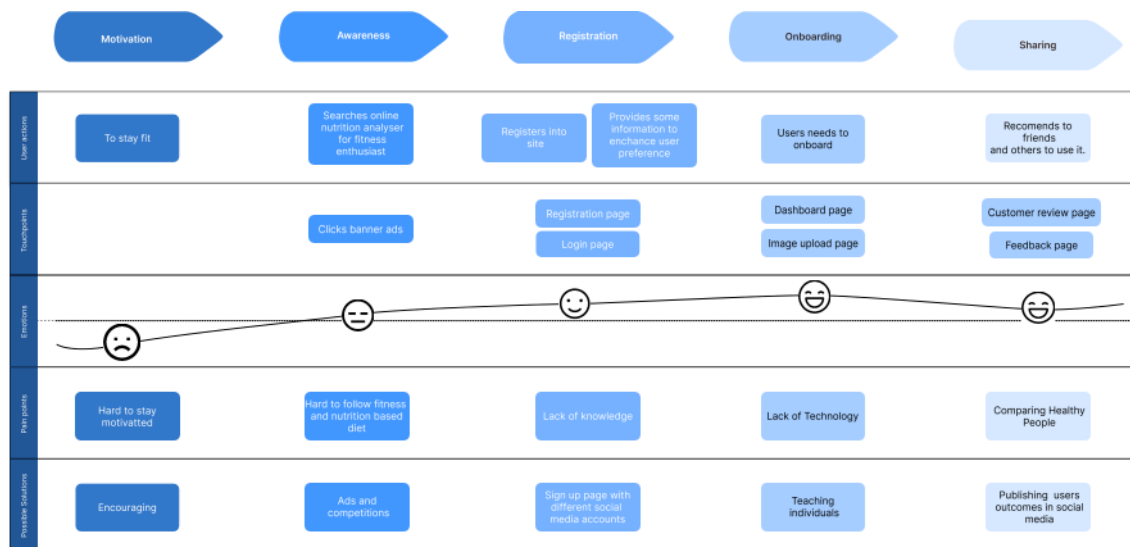 Motivation
Awareness
Registration
Onboarding
Sharing
User actions
To stay fit
Searches online
nutrition analyser
for fitness
enthusiast
Registers into
site
Provides some
information to
enchance user
preference
Users needs to
onboard
Recomends to
friends
and others to use it.
Touchpoints
Clicks banner ads
Registration page
Login page
Dashboard page
Image upload page
Customer review page
Feedback page
Emotions
Pain points
Hard to stay
motivatted
Hard to follow fitness
and nutrition based
diet
Lack of knowledge
Lack of Technology
Comparing Healthy
People
Possible Solutions
Encouraging
Ads and
competitions
Sign up page with
different social
media accounts
Teaching
individuals
Publishing users
outcomes in social
media